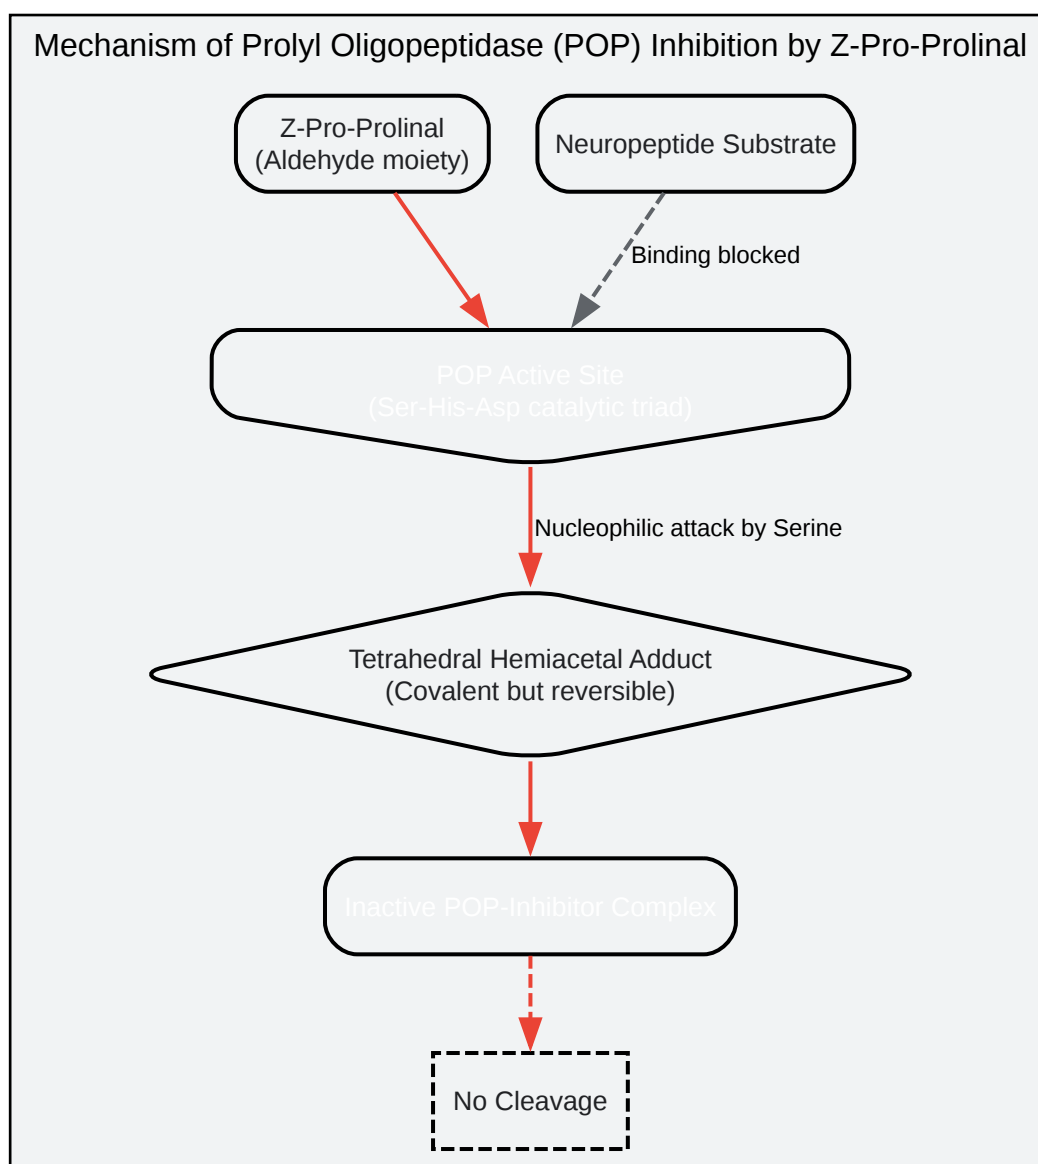 Mechanism of Prolyl Oligopeptidase (POP) Inhibition by Z-Pro-Prolinal
Z-Pro-Prolinal
(Aldehyde moiety)
Neuropeptide Substrate
Binding blocked
POP Active Site
(Ser-His-Asp catalytic triad)
Nucleophilic attack by Serine
Tetrahedral Hemiacetal Adduct
(Covalent but reversible)
Inactive POP-Inhibitor Complex
No Cleavage